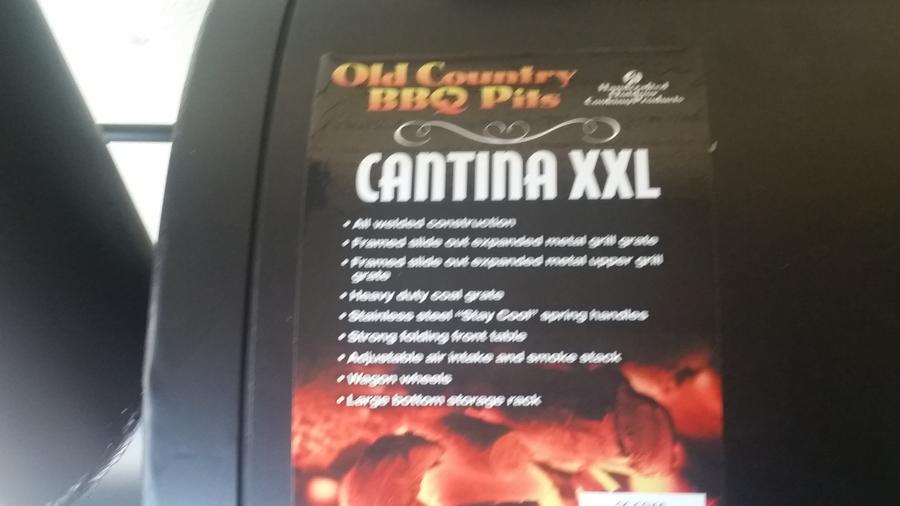 Old Country
BBQ Pits
Cooking Products
CANTINA XXL
• All welded construction
• Framed slide out expanded metal grill grate
• Framed slide out expanded metal upper grill
grate
• Heavy duty coal grate
• Stainless steel "Stay Cool" spring handles
• Strong folding front table
• Adjustable air intake and smoke stack
• Wagon wheels
• Large bottom storage rack